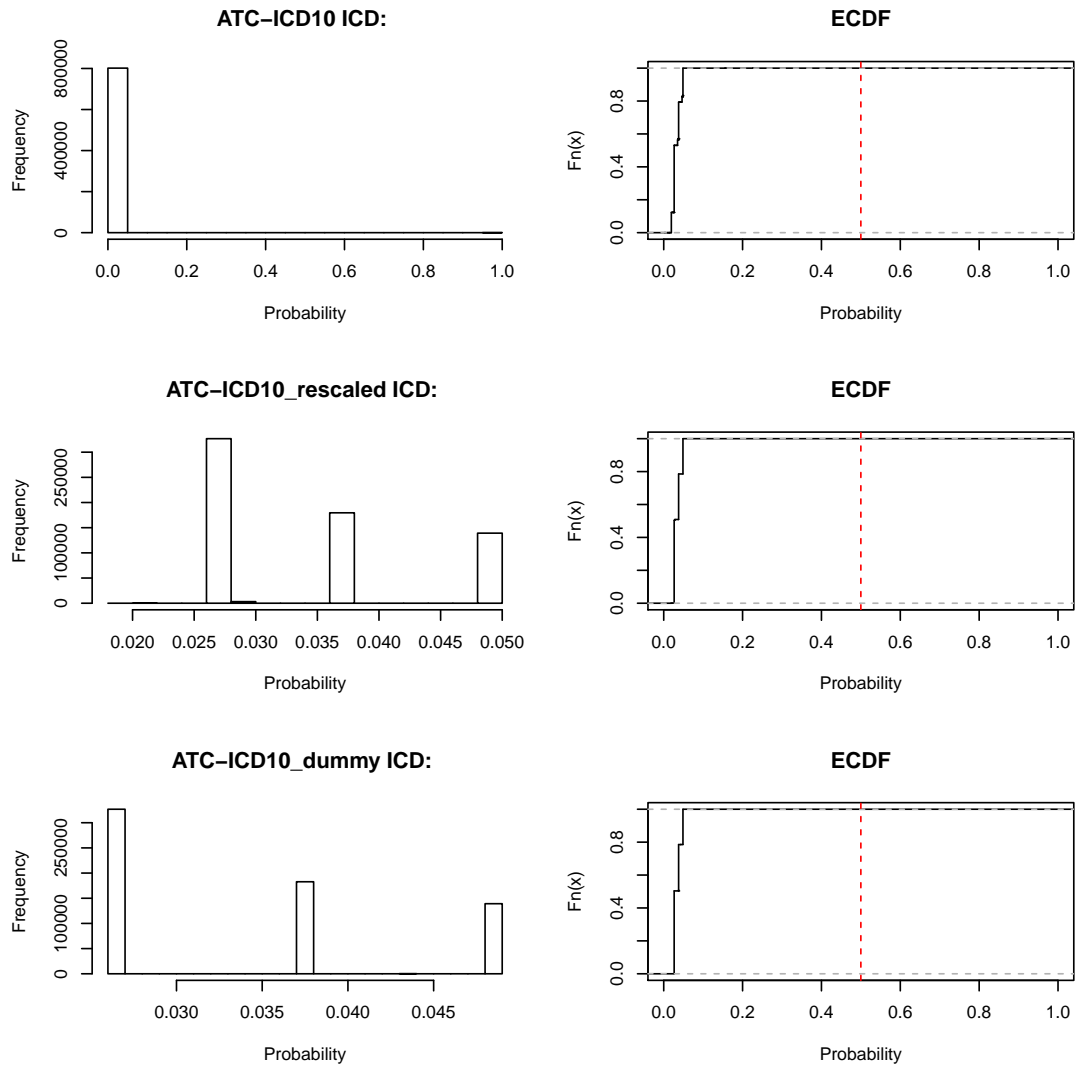 ATC−ICD10 ICD:
Frequency
0 400000 800000
0.0 0.2 0.4 0.6 0.8 1.0
Probability
ECDF
Fn(x)
0.0 0.4 0.8
0.0 0.2 0.4 0.6 0.8 1.0
Probability
ATC−ICD10_rescaled ICD:
Frequency
0 100000 250000
0.020 0.025 0.030 0.035 0.040 0.045 0.050
Probability
ECDF
Fn(x)
0.0 0.4 0.8
0.0 0.2 0.4 0.6 0.8 1.0
Probability
ATC−ICD10_dummy ICD:
Frequency
0 100000 250000
0.030 0.035 0.040 0.045
Probability
ECDF
Fn(x)
0.0 0.4 0.8
0.0 0.2 0.4 0.6 0.8 1.0
Probability